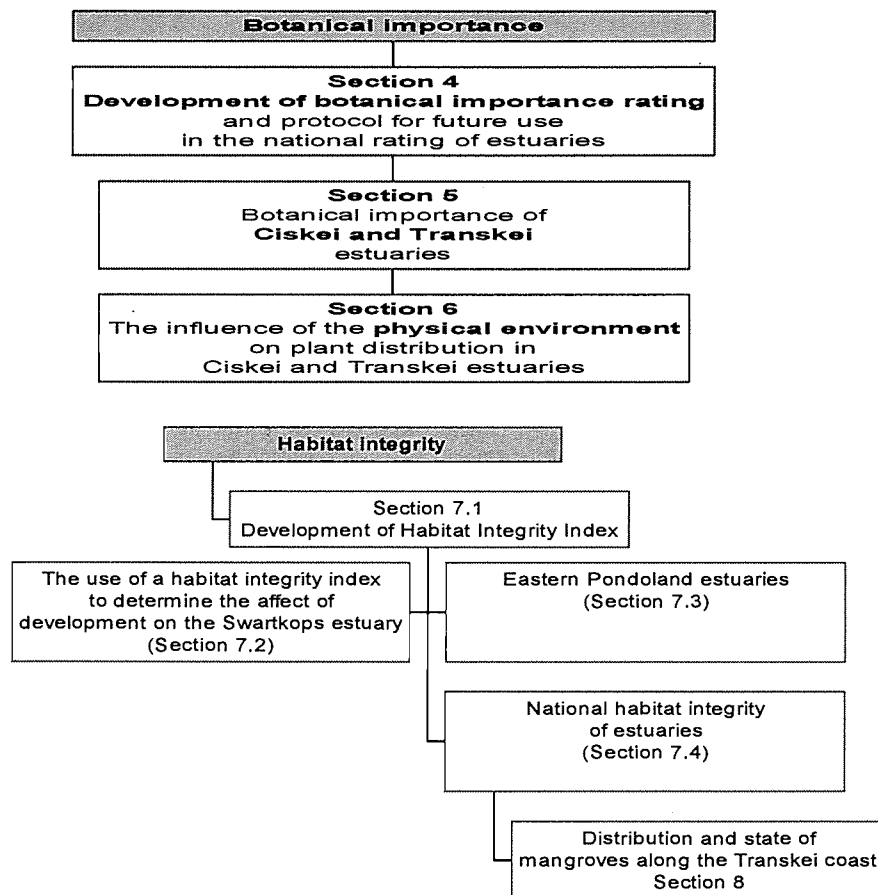 Botanical importance
Section 4
Development of botanical importance rating
and protocol for future use
in the national rating of estuaries
Section 5
Botanical importance of
Ciskei and Transkei
estuaries
Section 6
The influence of the physical environment
on plant distribution in
Ciskei and Transkei estuaries
Habitat integrity
Section 7.1
Development of Habitat Integrity Index
The use of a habitat integrity index
to determine the affect of
development on the Swartkops estuary
(Section 7.2)
Eastern Pondoland estuaries
(Section 7.3)
National habitat integrity
of estuaries
(Section 7.4)
Distribution and state of
mangroves along the Transkei coast
Section 8